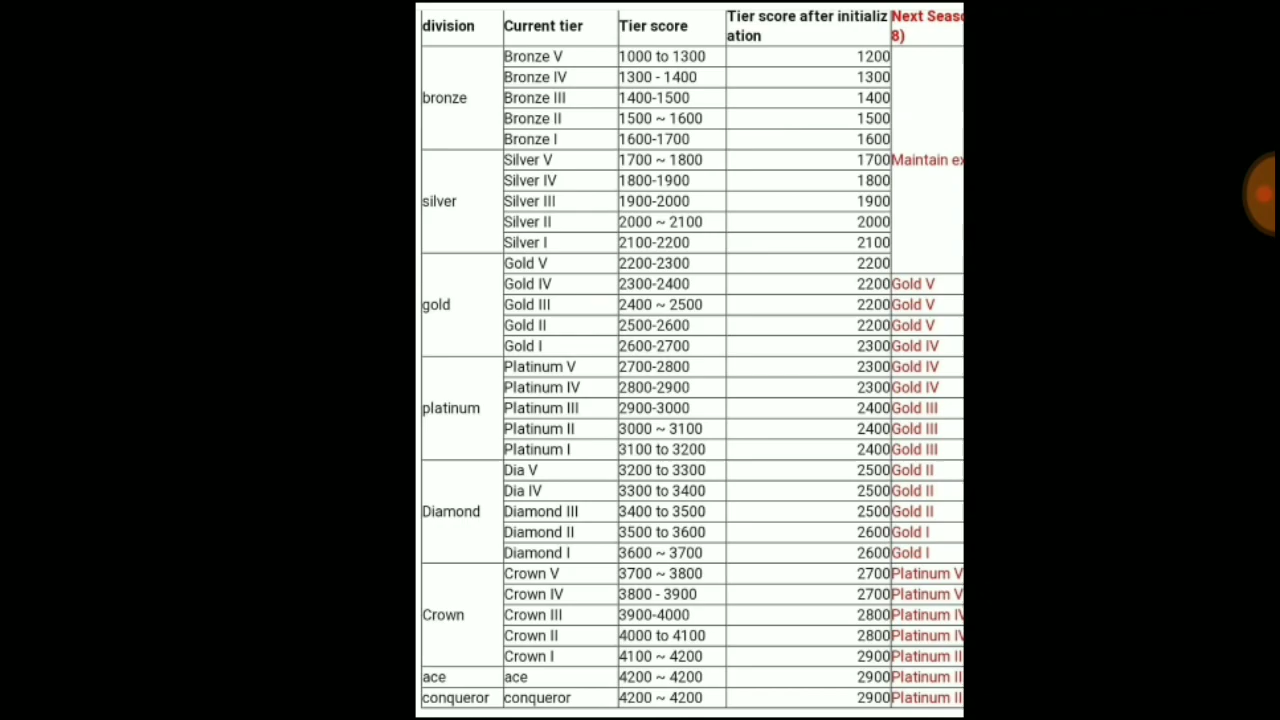 division Current tier Tier score Tier score after initializ Next Seas
ation 8)
Bronze V 1000 to 1300 1200
Bronze IV 1300 - 1400 1300
bronze Bronze III 1400-1500 1400
Bronze II 1500 ~ 1600 1500
Bronze I 1600-1700 1600
Silver V 1700 ~ 1800 1700 Maintain
Silver IV 1800-1900 1800
silver Silver III 1900-2000 1900
Silver II 2000 ~ 2100 2000
Silver I 2100-2200 2100
Gold V 2200-2300 2200
Gold IV 2300-2400 2200 Gold V
gold Gold III 2400 ~ 2500 2200 Gold V
Gold II 2500-2600 2200 Gold V
Gold I 2600-2700 2300 Gold IV
Platinum V 2700-2800 2300 Gold IV
Platinum IV 2800-2900 2300 Gold IV
platinum Platinum III 2900-3000 2400 Gold III
Platinum II 3000 ~ 3100 2400 Gold III
Platinum I 3100 to 3200 2400 Gold III
Dia V 3200 to 3300 2500 Gold II
Dia IV 3300 to 3400 2500 Gold II
Diamond Diamond III 3400 to 3500 2500 Gold II
Diamond II 3500 to 3600 2600 Gold I
Diamond I 3600 ~ 3700 2600 Gold I
Crown V 3700 ~ 3800 2700 Platinum V
Crown IV 3800 - 3900 2700 Platinum V
Crown Crown III 3900-4000 2800 Platinum IV
Crown II 4000 to 4100 2800 Platinum IV
Crown I 4100 ~ 4200 2900 Platinum II
ace ace 4200 ~ 4200 2900 Platinum II
conqueror conqueror 4200 ~ 4200 2900 Platinum II